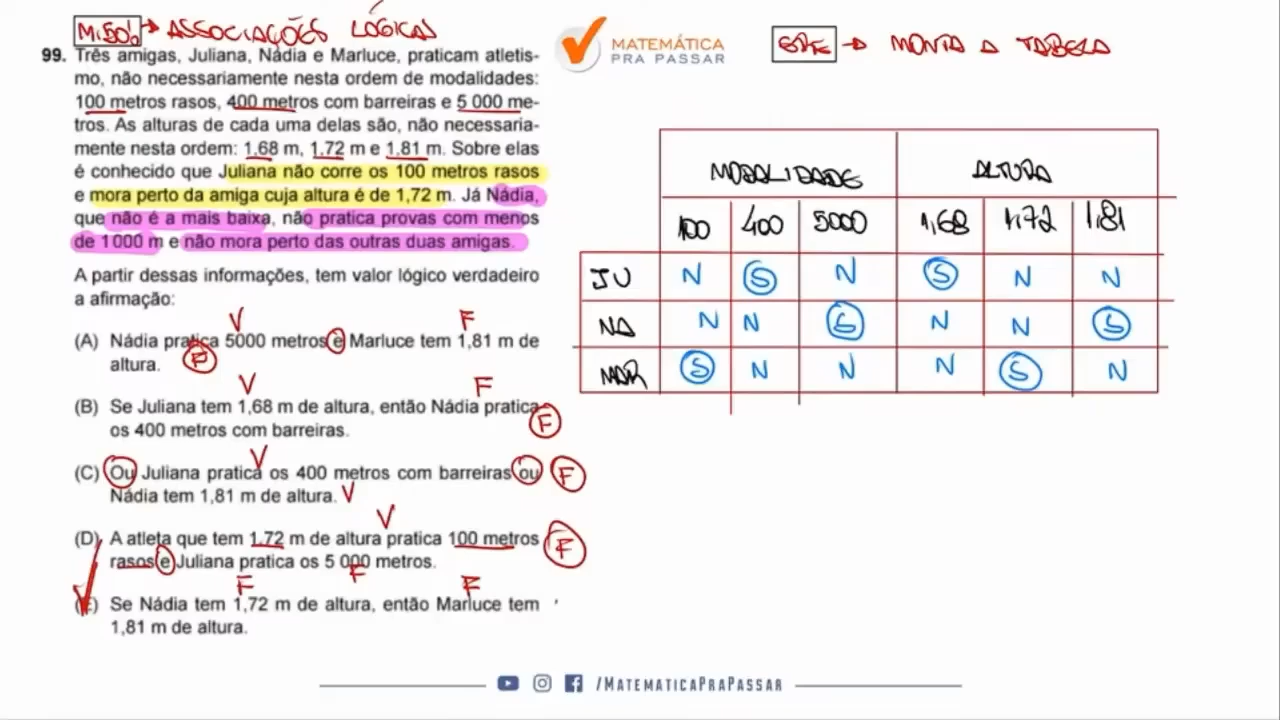 M.50% → ASSOCIAÇÕES LÓGICAS
99. Três amigas, Juliana, Nádia e Marluce, praticam atletis-
mo, não necessariamente nesta ordem de modalidades:
100 metros rasos, 400 metros com barreiras e 5 000 me-
tros. As alturas de cada uma delas são, não necessaria-
mente nesta ordem: 1,68 m, 1,72 m e 1,81 m. Sobre elas
é conhecido que Juliana não corre os 100 metros rasos
e mora perto da amiga cuja altura é de 1,72 m. Já Nádia,
que não é a mais baixa, não pratica provas com menos
de 1 000 m e não mora perto das outras duas amigas.
A partir dessas informações, tem valor lógico verdadeiro
a afirmação:
V F
(A) Nádia pratica 5000 metros e Marluce tem 1,81 m de
altura. F
V F
(B) Se Juliana tem 1,68 m de altura, então Nádia pratica
os 400 metros com barreiras. F
V
(C) Ou Juliana pratica os 400 metros com barreiras ou F
Nádia tem 1,81 m de altura. V
V
(D) A atleta que tem 1,72 m de altura pratica 100 metros F
rasos e Juliana pratica os 5 000 metros.
F F F
(E) Se Nádia tem 1,72 m de altura, então Marluce tem
1,81 m de altura.
MATEMÁTICA
PRA PASSAR
→ MONTA A TABELA
MODALIDADE ALTURA
100 400 5000 1,68 1,72 1,81
JU N S N S N N
NA N N S N N S
MAR S N N N S N
/MATEMATICAPRAPASSAR